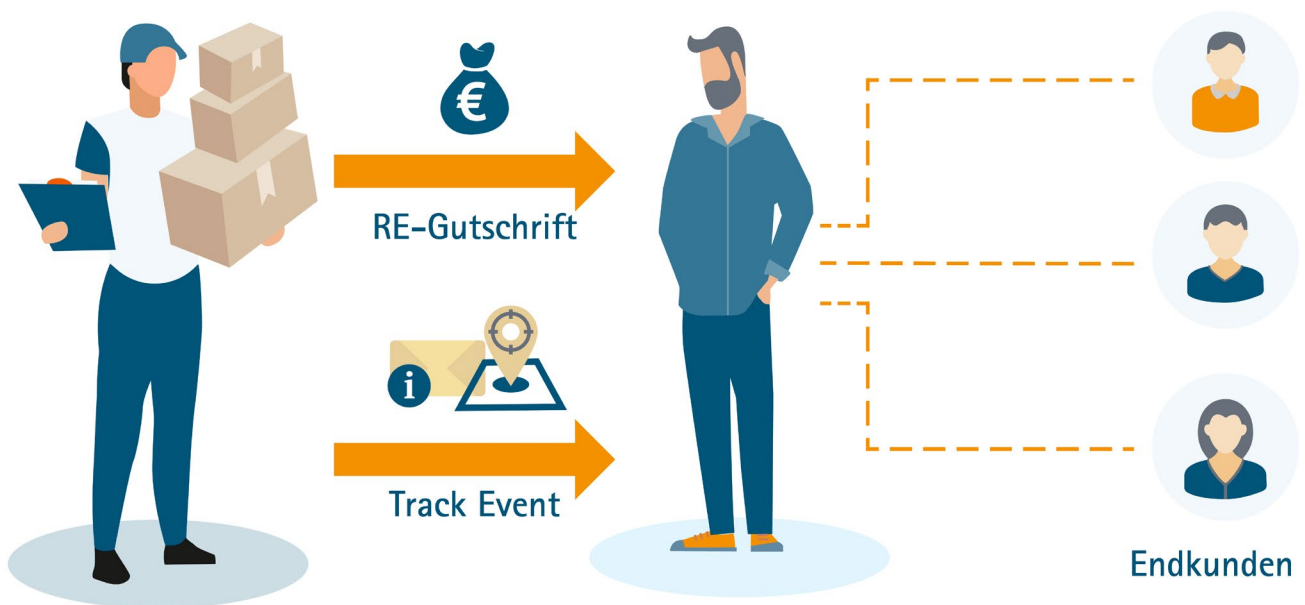 €
RE-Gutschrift
i
Track Event
Endkunden